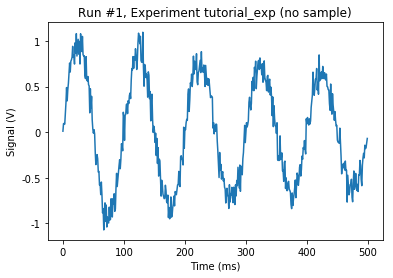 Run #1, Experiment tutorial_exp (no sample)
1
0.5
0
-0.5
-1
Signal (V)
0 100 200 300 400 500
Time (ms)